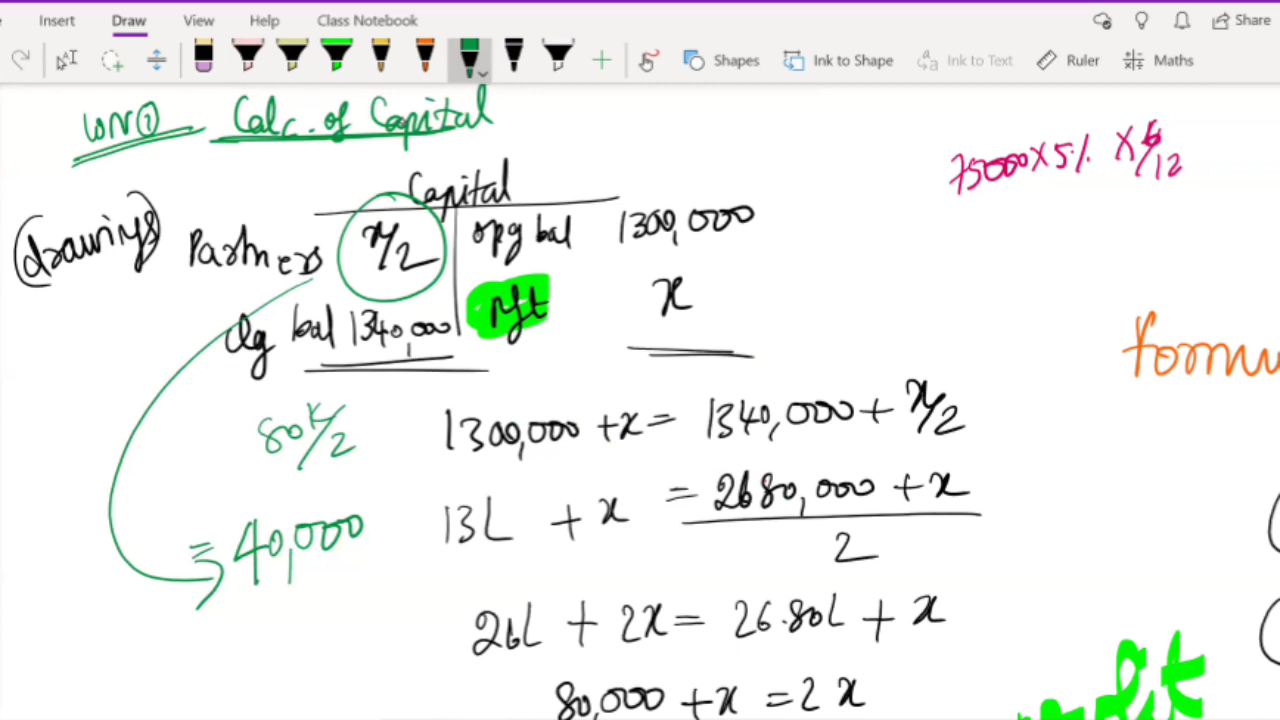 Insert Draw View Help Class Notebook Share
Shapes Ink to Shape Ink to Text Ruler Maths
WN① Calc. of Capital
75000 X 5% X 6/12
Capital
(drawings) Partners x/2 opg bal 1300,000
clg bal 1340,000 x
formu
80K/2 1300,000 + x = 1340,000 + x/2
13L + x = 2680,000 + x
2
= 40,000
26L + 2x = 26.80L + x
80,000 + x = 2x